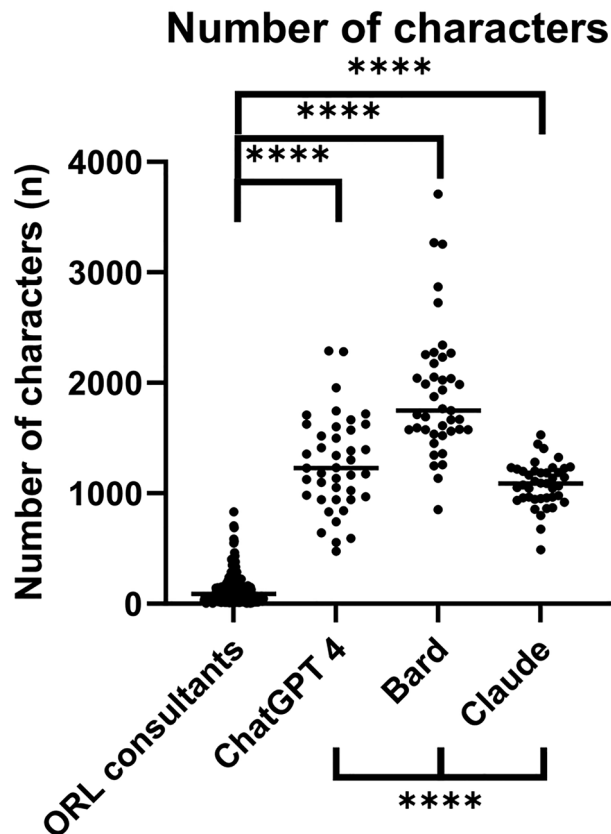 Number of characters
****
****
****
Number of characters (n)
4000
3000
2000
1000
0
ORL consultants
ChatGPT 4
Bard
Claude
****